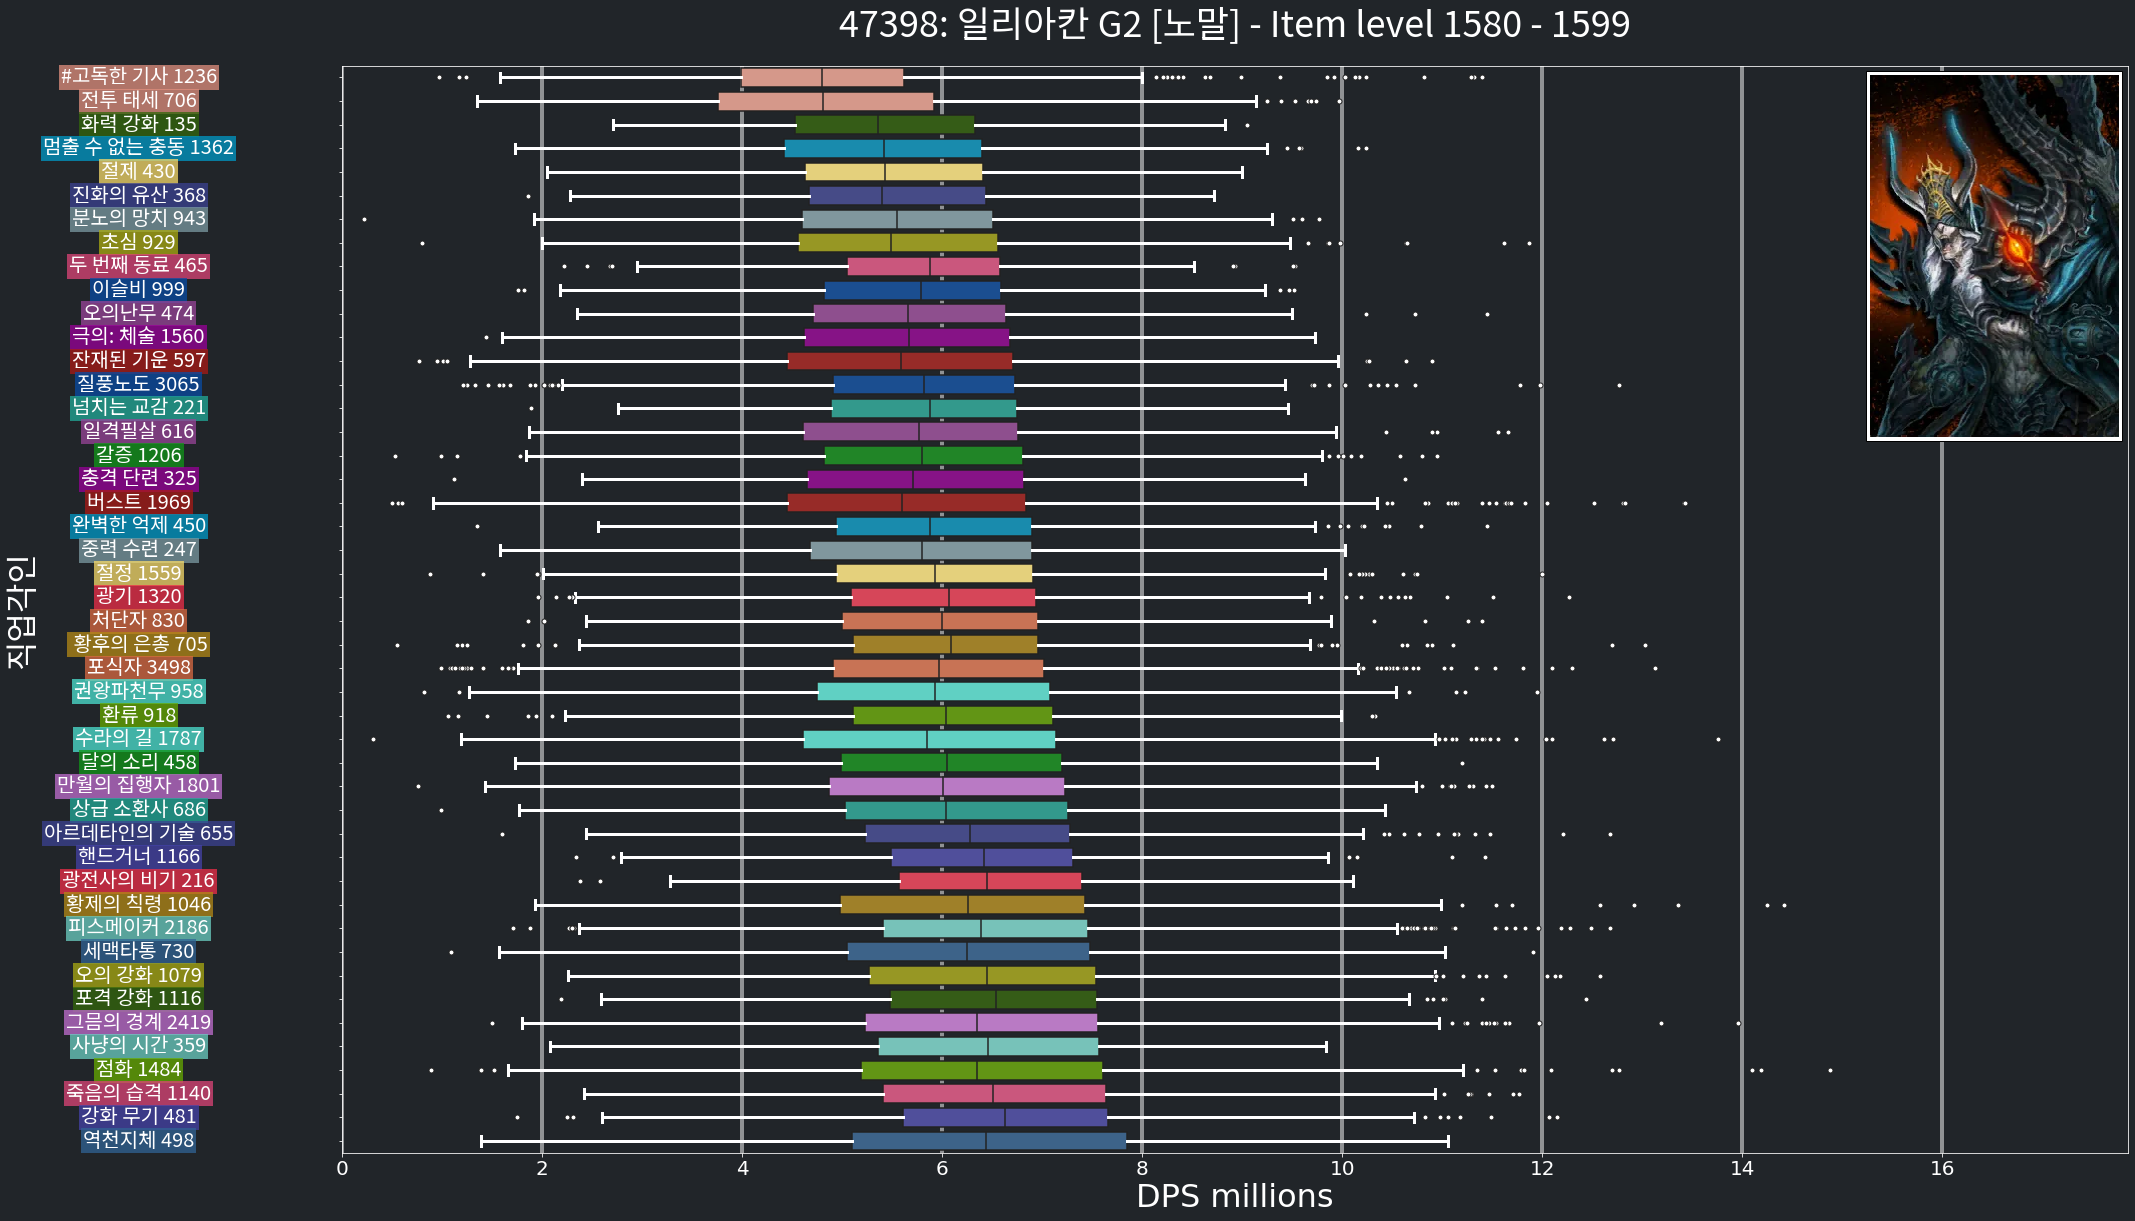 47398: 일리아칸 G2 [노말] - Item level 1580 - 1599
#고독한 기사 1236
전투 태세 706
화력 강화 135
멈출 수 없는 충동 1362
절제 430
진화의 유산 368
분노의 망치 943
초심 929
두 번째 동료 465
이슬비 999
오의난무 474
극의: 체술 1560
잔재된 기운 597
질풍노도 3065
넘치는 교감 221
일격필살 616
갈증 1206
충격 단련 325
버스트 1969
완벽한 억제 450
중력 수련 247
절정 1559
광기 1320
처단자 830
황후의 은총 705
포식자 3498
권왕파천무 958
환류 918
수라의 길 1787
달의 소리 458
만월의 집행자 1801
상급 소환사 686
아르데타인의 기술 655
핸드거너 1166
광전사의 비기 216
황제의 칙령 1046
피스메이커 2186
세맥타통 730
오의 강화 1079
포격 강화 1116
그믐의 경계 2419
사냥의 시간 359
점화 1484
죽음의 습격 1140
강화 무기 481
역천지체 498
직업각인
0 2 4 6 8 10 12 14 16
DPS millions